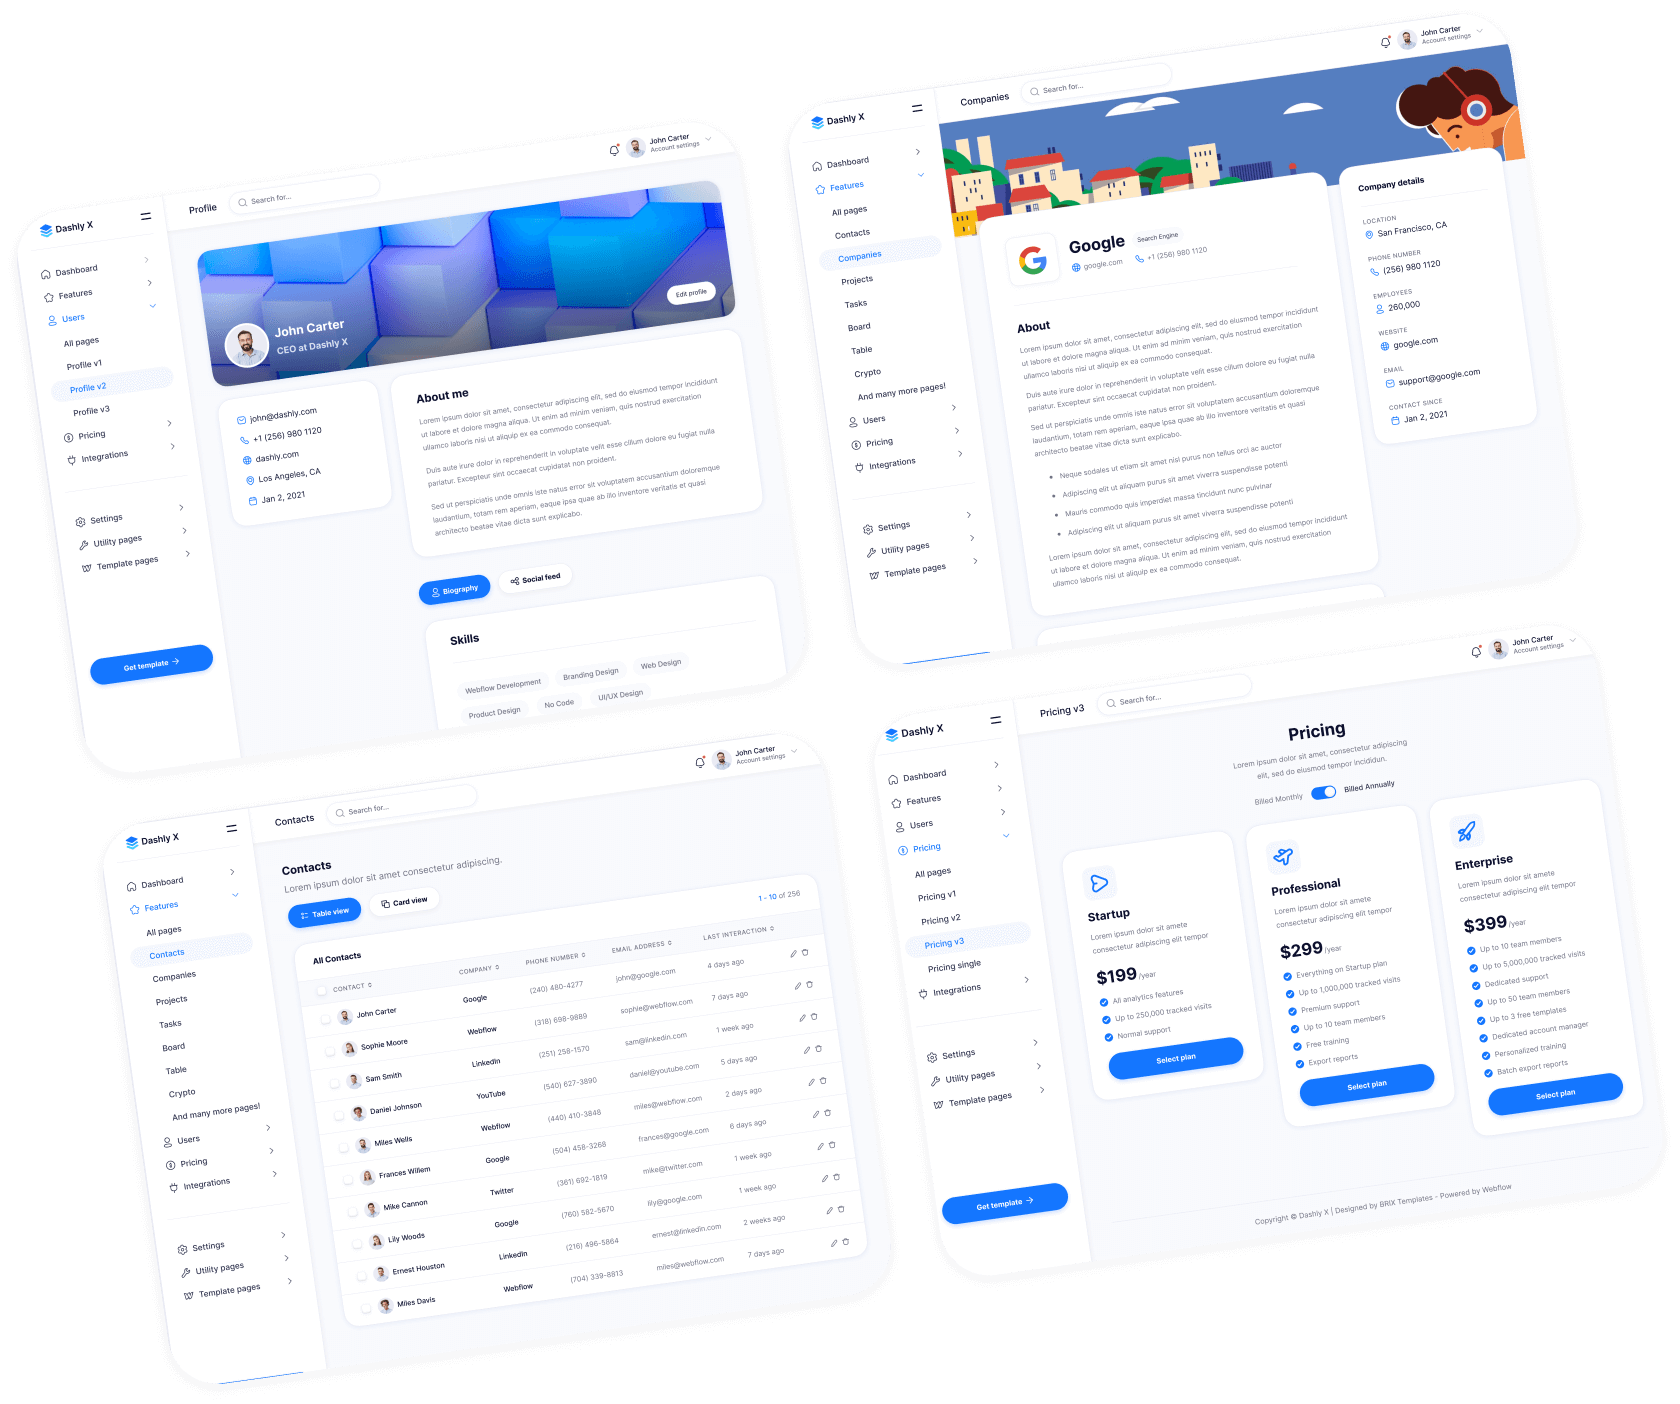 Dashly X
Dashboard
Features
Users
All pages
Profile v1
Profile v2
Profile v3
Pricing
Integrations
Settings
Utility pages
Template pages
Get template →
Profile
Search for...
John Carter
Account settings
John Carter
CEO at Dashly X
Edit profile
john@dashly.com
+1 (256) 980 1120
dashly.com
Los Angeles, CA
Jan 2, 2021
About me
Lorem ipsum dolor sit amet, consectetur adipiscing elit, sed do eiusmod tempor incididunt
ut labore et dolore magna aliqua. Ut enim ad minim veniam, quis nostrud exercitation
ullamco laboris nisi ut aliquip ex ea commodo consequat.
Duis aute irure dolor in reprehenderit in voluptate velit esse cillum dolore eu fugiat nulla
pariatur. Excepteur sint occaecat cupidatat non proident.
Sed ut perspiciatis unde omnis iste natus error sit voluptatem accusantium doloremque
laudantium, totam rem aperiam, eaque ipsa quae ab illo inventore veritatis et quasi
architecto beatae vitae dicta sunt explicabo.
Biography
Social feed
Skills
Webflow Development
Branding Design
Web Design
Product Design
No Code
UI/UX Design
Dashly X
Dashboard
Features
All pages
Contacts
Companies
Projects
Tasks
Board
Table
Crypto
And many more pages!
Users
Pricing
Integrations
Settings
Utility pages
Template pages
Companies
Search for...
John Carter
Account settings
Google
Search Engine
google.com
+1 (256) 980 1120
About
Lorem ipsum dolor sit amet, consectetur adipiscing elit, sed do eiusmod tempor incididunt
ut labore et dolore magna aliqua. Ut enim ad minim veniam, quis nostrud exercitation
ullamco laboris nisi ut aliquip ex ea commodo consequat.
Duis aute irure dolor in reprehenderit in voluptate velit esse cillum dolore eu fugiat nulla
pariatur. Excepteur sint occaecat cupidatat non proident.
Sed ut perspiciatis unde omnis iste natus error sit voluptatem accusantium doloremque
laudantium, totam rem aperiam, eaque ipsa quae ab illo inventore veritatis et quasi
architecto beatae vitae dicta sunt explicabo.
• Neque sodales ut etiam sit amet nisl purus non tellus orci ac auctor
• Adipiscing elit ut aliquam purus sit amet viverra suspendisse potenti
• Mauris commodo quis imperdiet massa tincidunt nunc pulvinar
• Adipiscing elit ut aliquam purus sit amet viverra suspendisse potenti
Lorem ipsum dolor sit amet, consectetur adipiscing elit, sed do eiusmod tempor incididunt
ut labore et dolore magna aliqua. Ut enim ad minim veniam, quis nostrud exercitation
ullamco laboris nisi ut aliquip ex ea commodo consequat.
Company details
LOCATION
San Francisco, CA
PHONE NUMBER
(256) 980 1120
EMPLOYEES
260,000
WEBSITE
google.com
EMAIL
support@google.com
CONTACT SINCE
Jan 2, 2021
Dashly X
Dashboard
Features
All pages
Contacts
Companies
Projects
Tasks
Board
Table
Crypto
And many more pages!
Users
Pricing
Integrations
Settings
Utility pages
Template pages
Contacts
Search for...
John Carter
Account settings
Contacts
Lorem ipsum dolor sit amet consectetur adipiscing.
Table view
Card view
All Contacts
1 - 10 of 256
CONTACT COMPANY PHONE NUMBER EMAIL ADDRESS LAST INTERACTION
John Carter Google (240) 480-4277 john@google.com 4 days ago
Sophie Moore Webflow (318) 698-9889 sophie@webflow.com 7 days ago
Sam Smith LinkedIn (251) 258-1570 sam@linkedin.com 1 week ago
Daniel Johnson YouTube (540) 627-3890 daniel@youtube.com 5 days ago
Miles Wells Webflow (440) 410-3848 miles@webflow.com 2 days ago
Frances Willem Google (504) 458-3268 frances@google.com 6 days ago
Mike Cannon Twitter (361) 692-1819 mike@twitter.com 1 week ago
Lily Woods Google (760) 582-5670 lily@google.com 1 week ago
Ernest Houston LinkedIn (216) 496-5864 ernest@linkedin.com 2 weeks ago
Miles Davis Webflow (704) 339-8813 miles@webflow.com 7 days ago
Dashly X
Dashboard
Features
Users
Pricing
All pages
Pricing v1
Pricing v2
Pricing v3
Pricing single
Integrations
Settings
Utility pages
Template pages
Get template →
Pricing v3
Search for...
John Carter
Account settings
Pricing
Lorem ipsum dolor sit amet, consectetur adipiscing
elit, sed do eiusmod tempor incididun.
Billed Monthly
Billed Annually
Startup
Lorem ipsum dolor sit amete
consectetur adipiscing elit tempor
$199 /year
All analytics features
Up to 250,000 tracked visits
Normal support
Select plan
Professional
Lorem ipsum dolor sit amete
consectetur adipiscing elit tempor
$299 /year
Everything on Startup plan
Up to 1,000,000 tracked visits
Premium support
Up to 10 team members
Free training
Export reports
Select plan
Enterprise
Lorem ipsum dolor sit amete
consectetur adipiscing elit tempor
$399 /year
Up to 10 team members
Up to 5,000,000 tracked visits
Dedicated support
Up to 50 team members
Up to 3 free templates
Dedicated account manager
Personalized training
Batch export reports
Select plan
Copyright © Dashly X | Designed by BRIX Templates - Powered by Webflow